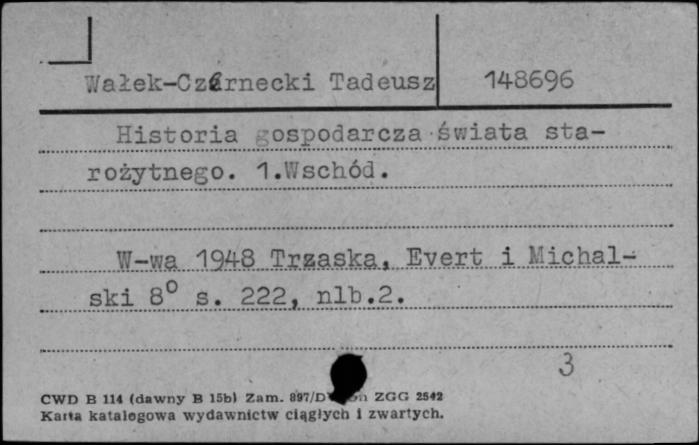 Wałek-Czarnecki Tadeusz 148696
Historia gospodarcza świata sta-
rożytnego. 1.Wschód.
W-wa 1948 Trzaska, Evert i Michal-
ski 8° s. 222, nlb.2.
3
CWD B 114 (dawny B 15b) Zam. 897/D ZGG 2542
Karta katalogowa wydawnictw ciągłych i zwartych.